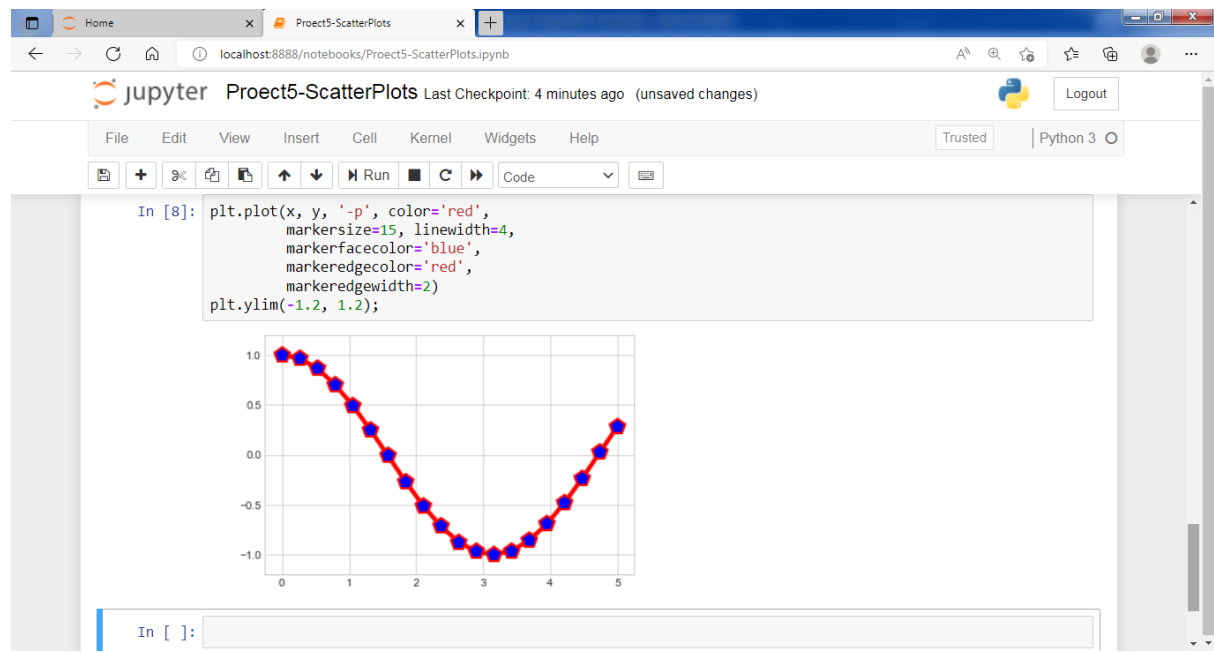 Home
Proect5-ScatterPlots
localhost:8888/notebooks/Proect5-ScatterPlots.ipynb
jupyter Proect5-ScatterPlots Last Checkpoint: 4 minutes ago (unsaved changes)
Logout
File Edit View Insert Cell Kernel Widgets Help
Trusted
Python 3
Run
Code
In [8]: plt.plot(x, y, '-p', color='red',
markersize=15, linewidth=4,
markerfacecolor='blue',
markeredgecolor='red',
markeredgewidth=2)
plt.ylim(-1.2, 1.2);
1.0
0.5
0.0
−0.5
−1.0
0 1 2 3 4 5
In [ ]: